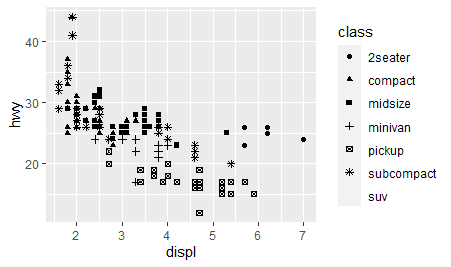 class
2seater
compact
midsize
minivan
pickup
subcompact
suv
hwy
40
30
20
2 3 4 5 6 7
displ